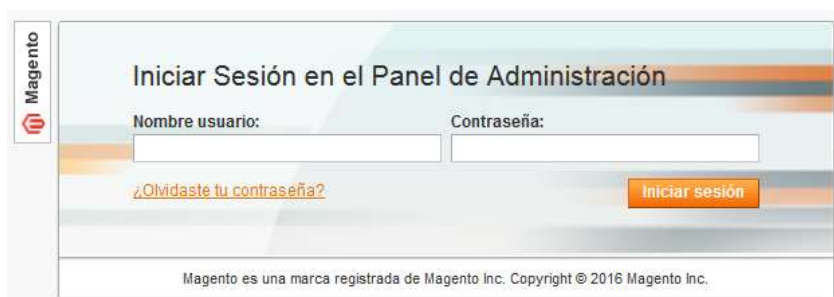 Magento
Iniciar Sesión en el Panel de Administración
Nombre usuario:
Contraseña:
¿Olvidaste tu contraseña?
Iniciar sesión
Magento es una marca registrada de Magento Inc. Copyright © 2016 Magento Inc.